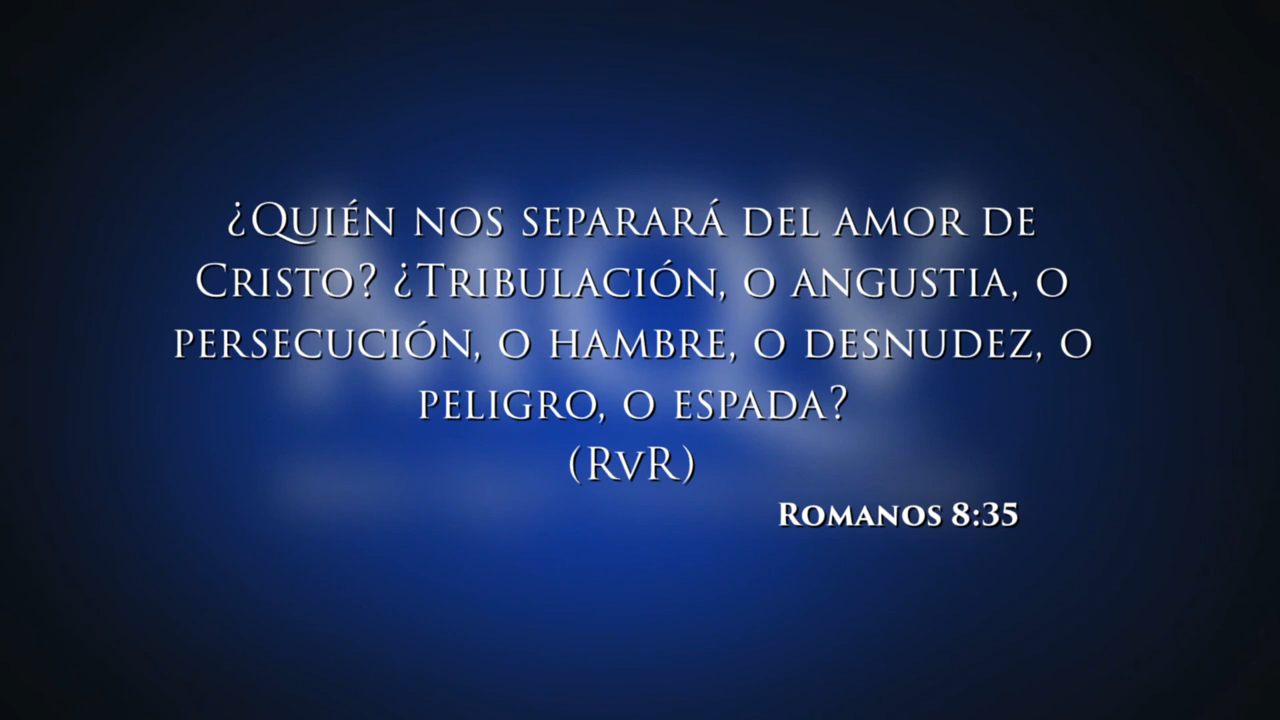 ¿Quién nos separará del amor de
Cristo? ¿Tribulación, o angustia, o
persecución, o hambre, o desnudez, o
peligro, o espada?
(RvR)
Romanos 8:35